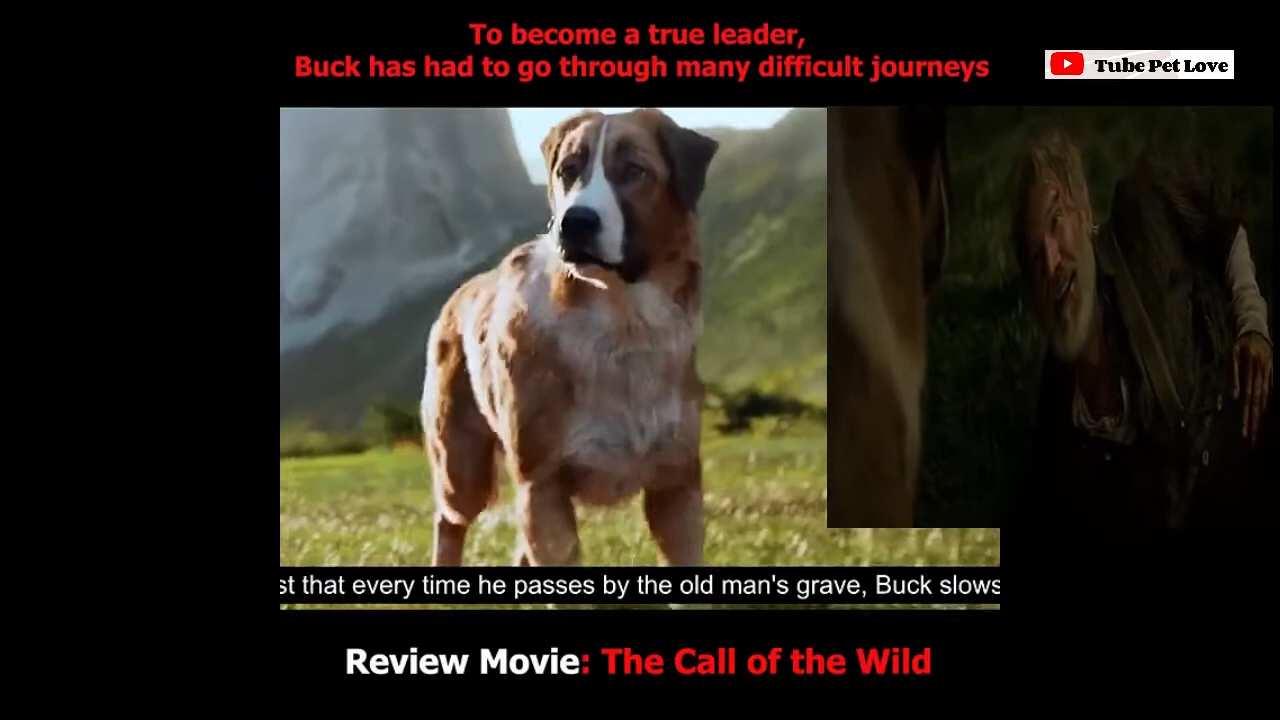 To become a true leader,
Buck has had to go through many difficult journeys
Tube Pet Love
st that every time he passes by the old man's grave, Buck slows
Review Movie: The Call of the Wild